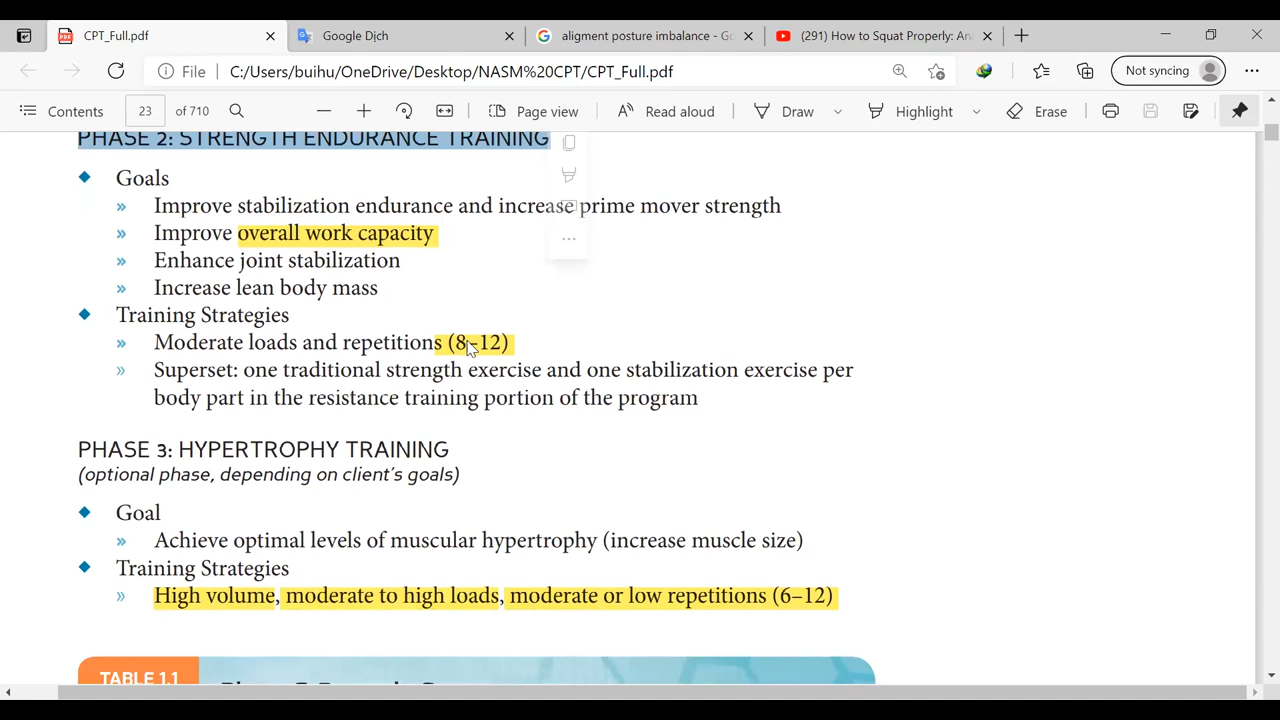 CPT_Full.pdf
Google Dịch
aligment posture imbalance - Go
(291) How to Squat Properly: An
File
C:/Users/buihu/OneDrive/Desktop/NASM%20CPT/CPT_Full.pdf
Not syncing
Contents
23
of 710
Page view
Read aloud
Draw
Highlight
Erase
PHASE 2: STRENGTH ENDURANCE TRAINING
Goals
» Improve stabilization endurance and increase prime mover strength
» Improve overall work capacity
» Enhance joint stabilization
» Increase lean body mass
Training Strategies
» Moderate loads and repetitions (8–12)
» Superset: one traditional strength exercise and one stabilization exercise per
body part in the resistance training portion of the program
PHASE 3: HYPERTROPHY TRAINING
(optional phase, depending on client's goals)
Goal
» Achieve optimal levels of muscular hypertrophy (increase muscle size)
Training Strategies
» High volume, moderate to high loads, moderate or low repetitions (6–12)
TABLE 1.1